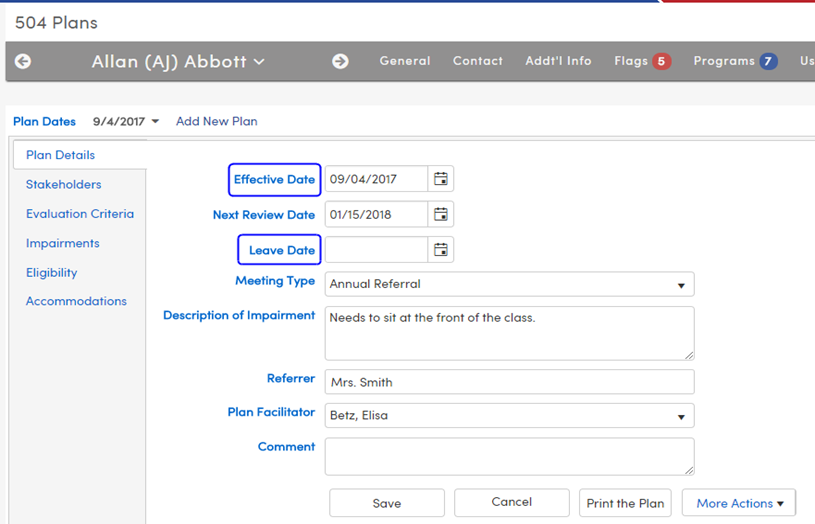 504 Plans
Allan (AJ) Abbott General Contact Addt'l Info Flags 5 Programs 7 Us
Plan Dates 9/4/2017 Add New Plan
Plan Details
Stakeholders
Evaluation Criteria
Impairments
Eligibility
Accommodations
Effective Date 09/04/2017
Next Review Date 01/15/2018
Leave Date
Meeting Type Annual Referral
Description of Impairment Needs to sit at the front of the class.
Referrer Mrs. Smith
Plan Facilitator Betz, Elisa
Comment
Save Cancel Print the Plan More Actions